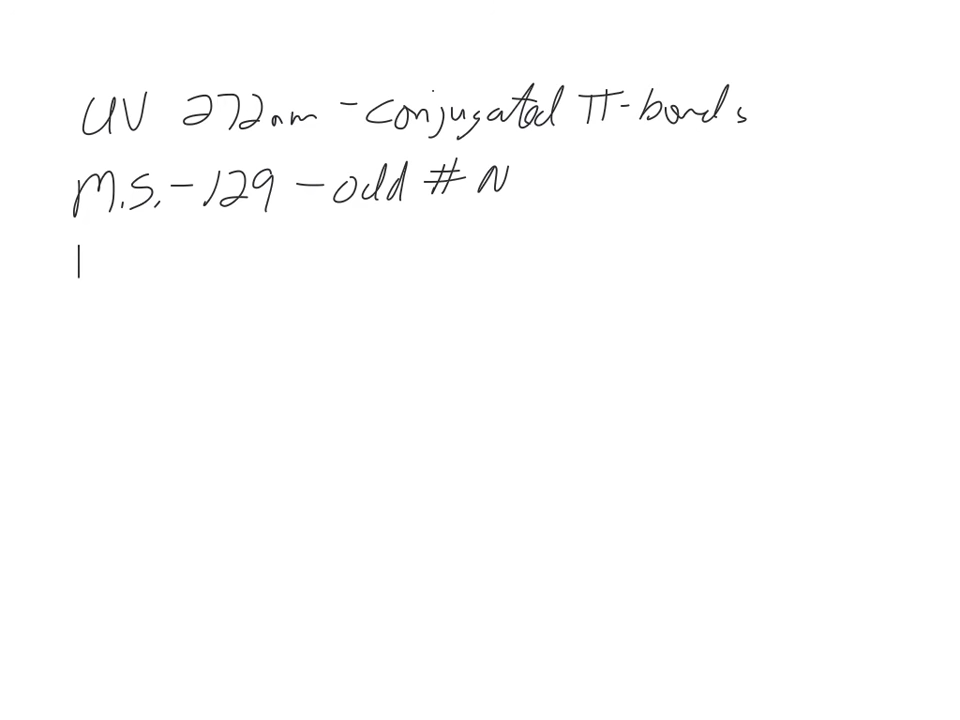 UV 272nm - conjugated π-bonds
M.S. - 129 - odd # N
|